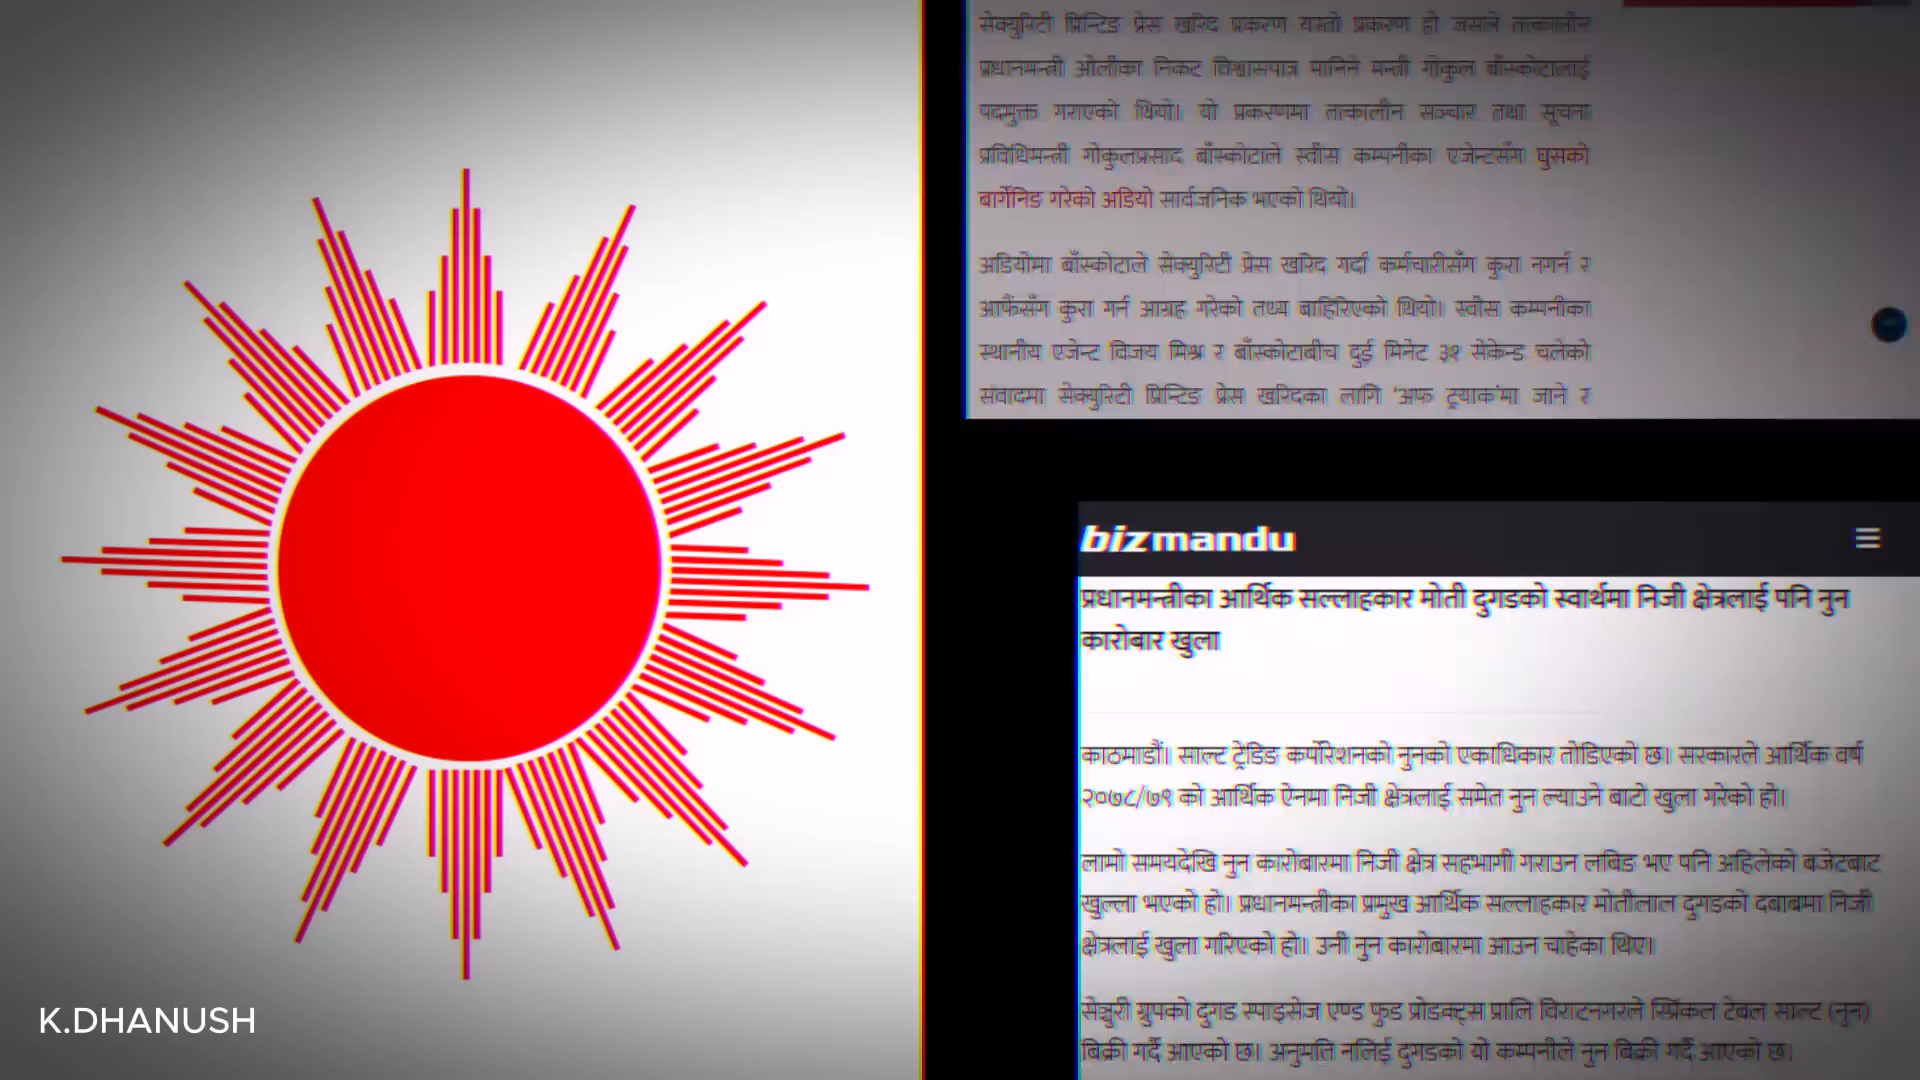 सेक्युरिटी प्रिन्टिङ प्रेस खरिद प्रकरण यस्तो प्रकरण हो जसले तत्कालीन
प्रधानमन्त्री ओलीका निकट विश्वासपात्र मानिने मन्त्री गोकुल बाँस्कोटालाई
पदमुक्त गराएको थियो। यो प्रकरणमा तत्कालीन सञ्चार तथा सूचना
प्रविधिमन्त्री गोकुलप्रसाद बाँस्कोटाले स्वीस कम्पनीका एजेन्टसँग घुसको
बार्गेनिङ गरेको अडियो सार्वजनिक भएको थियो।
अडियोमा बाँस्कोटाले सेक्युरिटी प्रेस खरिद गर्दा कर्मचारीसँग कुरा नगर्न र
आफैंसँग कुरा गर्न आग्रह गरेको तथ्य बाहिरिएको थियो। स्वीस कम्पनीका
स्थानीय एजेन्ट विजय मिश्र र बाँस्कोटाबीच दुई मिनेट ३१ सेकेन्ड चलेको
संवादमा सेक्युरिटी प्रिन्टिङ प्रेस खरिदका लागि 'अफ ट्र्याक'मा जाने र
bizmandu
प्रधानमन्त्रीका आर्थिक सल्लाहकार मोती दुगडको स्वार्थमा निजी क्षेत्रलाई पनि नुन
कारोबार खुला
काठमाडौं। साल्ट ट्रेडिङ कर्पोरेशनको नुनको एकाधिकार तोडिएको छ। सरकारले आर्थिक वर्ष
२०७८/७९ को आर्थिक ऐनमा निजी क्षेत्रलाई समेत नुन ल्याउने बाटो खुला गरेको हो।
लामो समयदेखि नुन कारोबारमा निजी क्षेत्र सहभागी गराउन लबिङ भए पनि अहिलेको बजेटबाट
खुल्ला भएको हो। प्रधानमन्त्रीका प्रमुख आर्थिक सल्लाहकार मोतीलाल दुगडको दबाबमा निजी
क्षेत्रलाई खुला गरिएको हो। उनी नुन कारोबारमा आउन चाहेका थिए।
सेञ्चुरी ग्रुपको दुगड स्पाइसेज एण्ड फुड प्रोडक्ट्स प्रालि विराटनगरले स्प्रिंकल टेबल साल्ट (नुन)
बिक्री गर्दै आएको छ। अनुमति नलिई दुगडको यो कम्पनीले नुन बिक्री गर्दै आएको छ।
K.DHANUSH